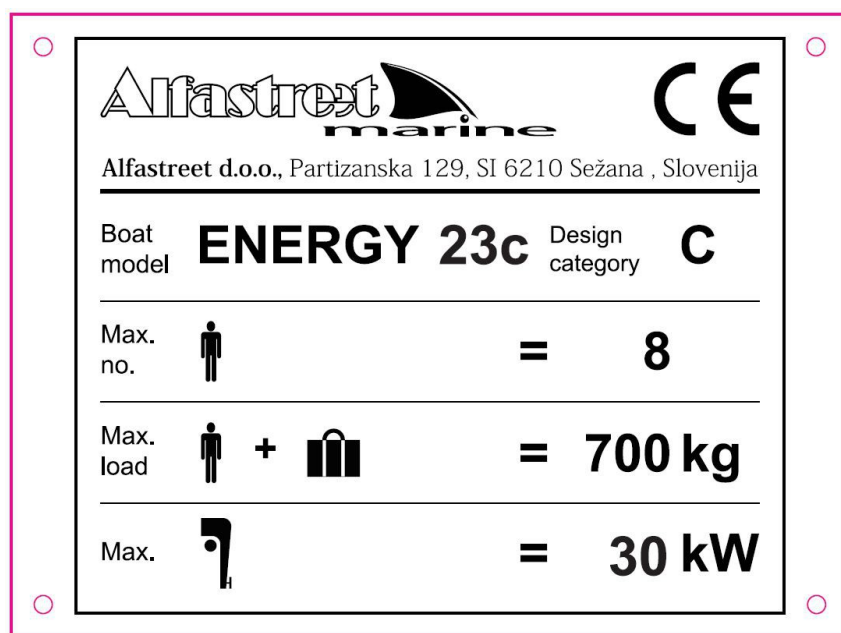 Alfastreet
marine
CE
Alfastreet d.o.o., Partizanska 129, SI 6210 Sežana , Slovenija
Boat model ENERGY 23c Design category C
Max. no. = 8
Max. load + = 700 kg
Max. = 30 kW